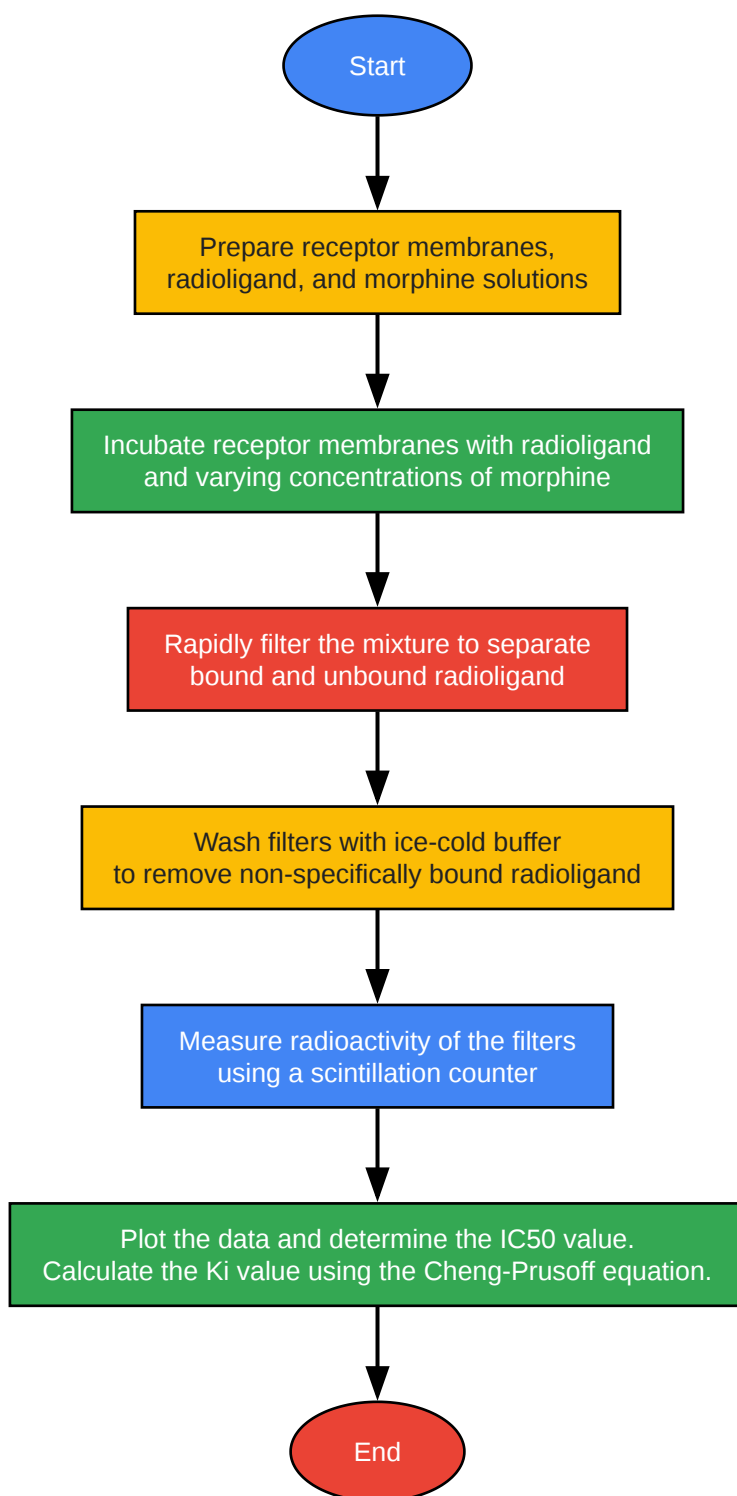 Start
Prepare receptor membranes,
radioligand, and morphine solutions
Incubate receptor membranes with radioligand
and varying concentrations of morphine
Rapidly filter the mixture to separate
bound and unbound radioligand
Wash filters with ice-cold buffer
to remove non-specifically bound radioligand
Measure radioactivity of the filters
using a scintillation counter
Plot the data and determine the IC50 value.
Calculate the Ki value using the Cheng-Prusoff equation.
End